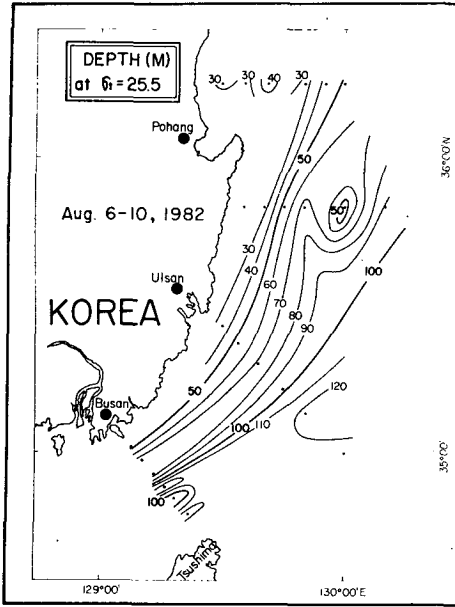 DEPTH (M)
at δt = 25.5
30 30 40 30
Pohang
36°00'N
50
50
Aug. 6-10, 1982
30
40
60
100
Ulsan
70
80
90
KOREA
120
50
Busan
100
110
35°00'
100
Tsushima
129°00' 130°00'E